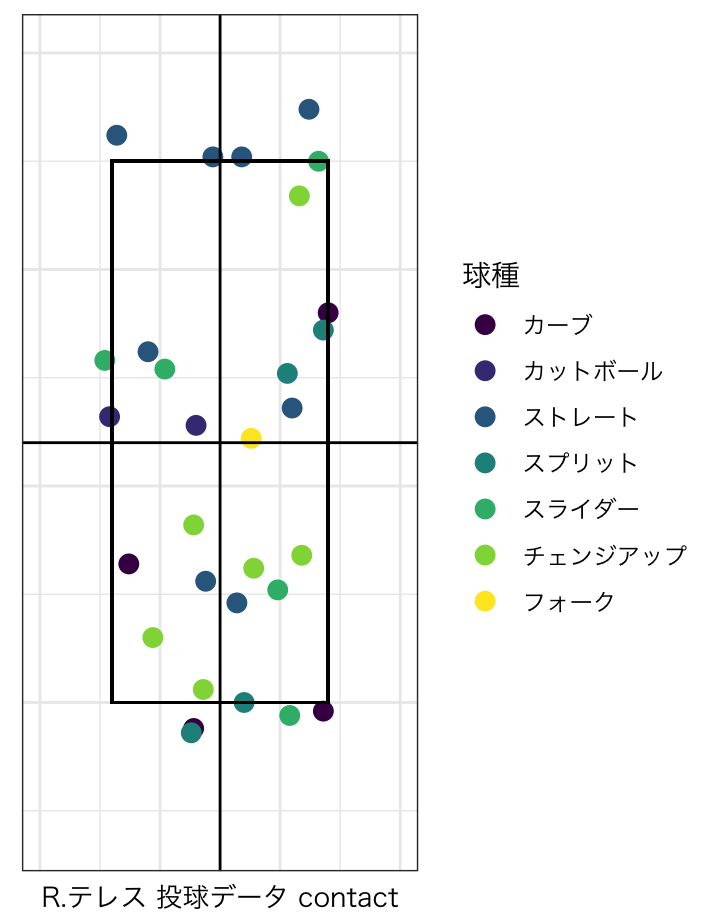 球種
カーブ
カットボール
ストレート
スプリット
スライダー
チェンジアップ
フォーク
R.テレス 投球データ contact